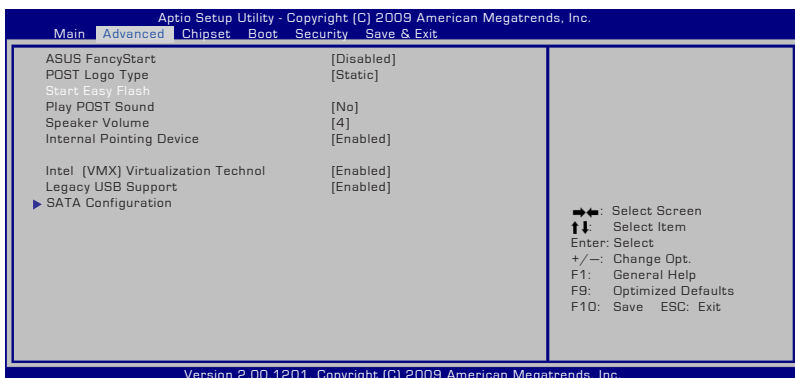 Aptio Setup Utility - Copyright (C) 2009 American Megatrends, Inc.
Main Advanced Chipset Boot Security Save & Exit
ASUS FancyStart [Disabled]
POST Logo Type [Static]
Start Easy Flash
Play POST Sound [No]
Speaker Volume [4]
Internal Pointing Device [Enabled]
Intel (VMX) Virtualization Technol [Enabled]
Legacy USB Support [Enabled]
SATA Configuration
→←: Select Screen
↑↓: Select Item
Enter: Select
+/—: Change Opt.
F1: General Help
F9: Optimized Defaults
F10: Save ESC: Exit
Version 2.00.1201. Copyright (C) 2009 American Megatrends, Inc.